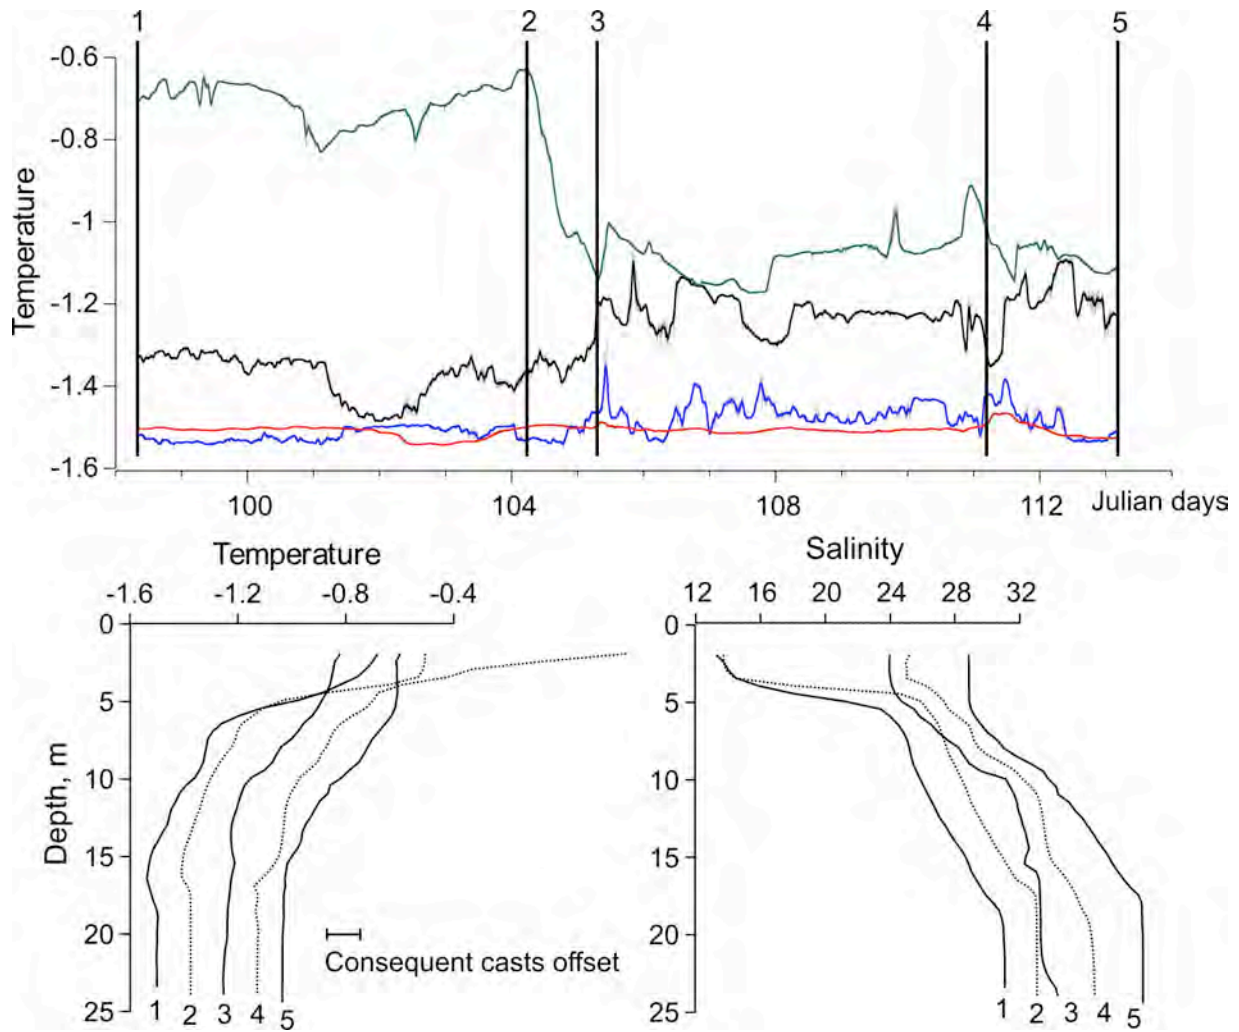 1 2 3 4 5
-0.6
-0.8
-1
-1.2
-1.4
-1.6
Temperature
100 104 108 112 Julian days
Temperature
-1.6 -1.2 -0.8 -0.4
Salinity
12 16 20 24 28 32
0
5
10
15
20
25
Depth, m
Consequent casts offset
1 2 3 4 5
0
5
10
15
20
25
1 2 3 4 5